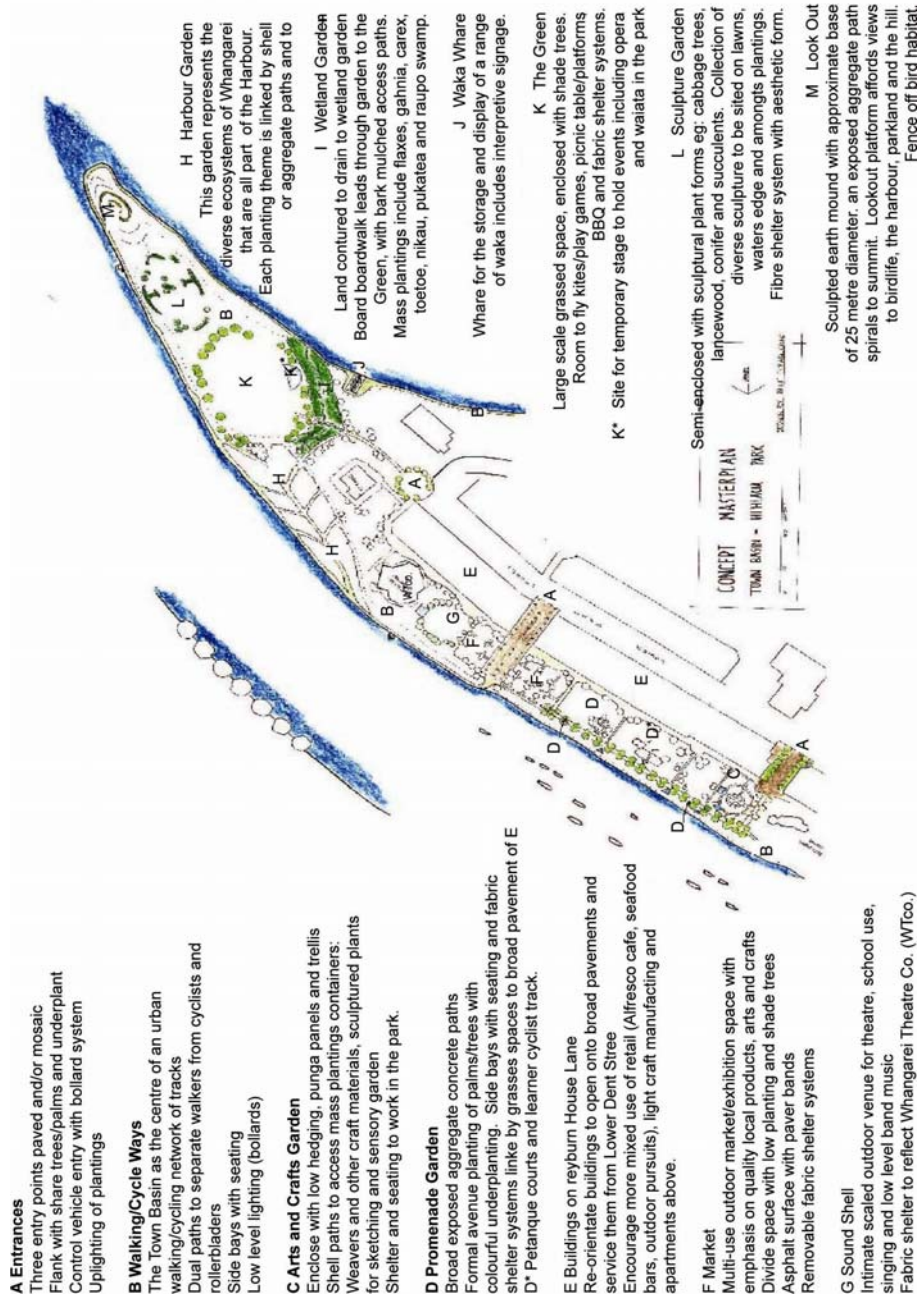 A Entrances
Three entry points paved and/or mosaic
Flank with share trees/palms and underplant
Control vehicle entry with bollard system
Uplighting of plantings
B Walking/Cycle Ways
The Town Basin as the centre of an urban
walking/cycling network of tracks
Dual paths to separate walkers from cyclists and
rollerbladers
Side bays with seating
Low level lighting (bollards)
C Arts and Crafts Garden
Enclose with low hedging, punga panels and trellis
Shell paths to access mass plantings containers:
Weavers and other craft materials, sculptured plants
for sketching and sensory garden
Shelter and seating to work in the park.
D Promenade Garden
Broad exposed aggregate concrete paths
Formal avenue planting of palms/trees with
colourful underplanting. Side bays with seating and fabric
shelter systems linke by grasses spaces to broad pavement of E
D* Petanque courts and learner cyclist track.
E Buildings on reyburn House Lane
Re-orientate buildings to open onto broad pavements and
service them from Lower Dent Stree
Encourage more mixed use of retail (Alfresco cafe, seafood
bars, outdoor pursuits), light craft manufacting and
apartments above.
F Market
Multi-use outdoor market/exhibition space with
emphasis on quality local products, arts and crafts
Divide space with low planting and shade trees
Asphalt surface with paver bands
Removable fabric shelter systems
G Sound Shell
Intimate scaled outdoor venue for theatre, school use,
singing and low level band music
Fabric shelter to reflect Whangarei Theatre Co. (WTco.)
M
L
B
K
K*
I
J
B
H
H
A
B
WTco.
G
F
E
A
F
D
D
D*
E
C
D
A
B
H Harbour Garden
This garden represents the
diverse ecosystems of Whangarei
that are all part of the Harbour.
Each planting theme is linked by shell
or aggregate paths and to
I Wetland Garden
Land contured to drain to wetland garden
Board boardwalk leads through garden to the
Green, with bark mulched access paths.
Mass plantings include flaxes, gahnia, carex,
toetoe, nikau, pukatea and raupo swamp.
J Waka Whare
Whare for the storage and display of a range
of waka includes interpretive signage.
K The Green
Large scale grassed space, enclosed with shade trees.
Room to fly kites/play games, picnic table/platforms
BBQ and fabric shelter systems.
K* Site for temporary stage to hold events including opera
and waiata in the park
L Sculpture Garden
Semi-enclosed with sculptural plant forms eg: cabbage trees,
lancewood, conifer and succulents. Collection of
diverse sculpture to be sited on lawns,
waters edge and amongts plantings.
Fibre shelter system with aesthetic form.
M Look Out
Sculpted earth mound with approximate base
of 25 metre diameter. an exposed aggregate path
spirals to summit. Lookout platform affords views
to birdlife, the harbour, parkland and the hill.
Fence off bird habitat.
CONCEPT MASTERPLAN
TOWN BASIN - HIHIAUA PARK